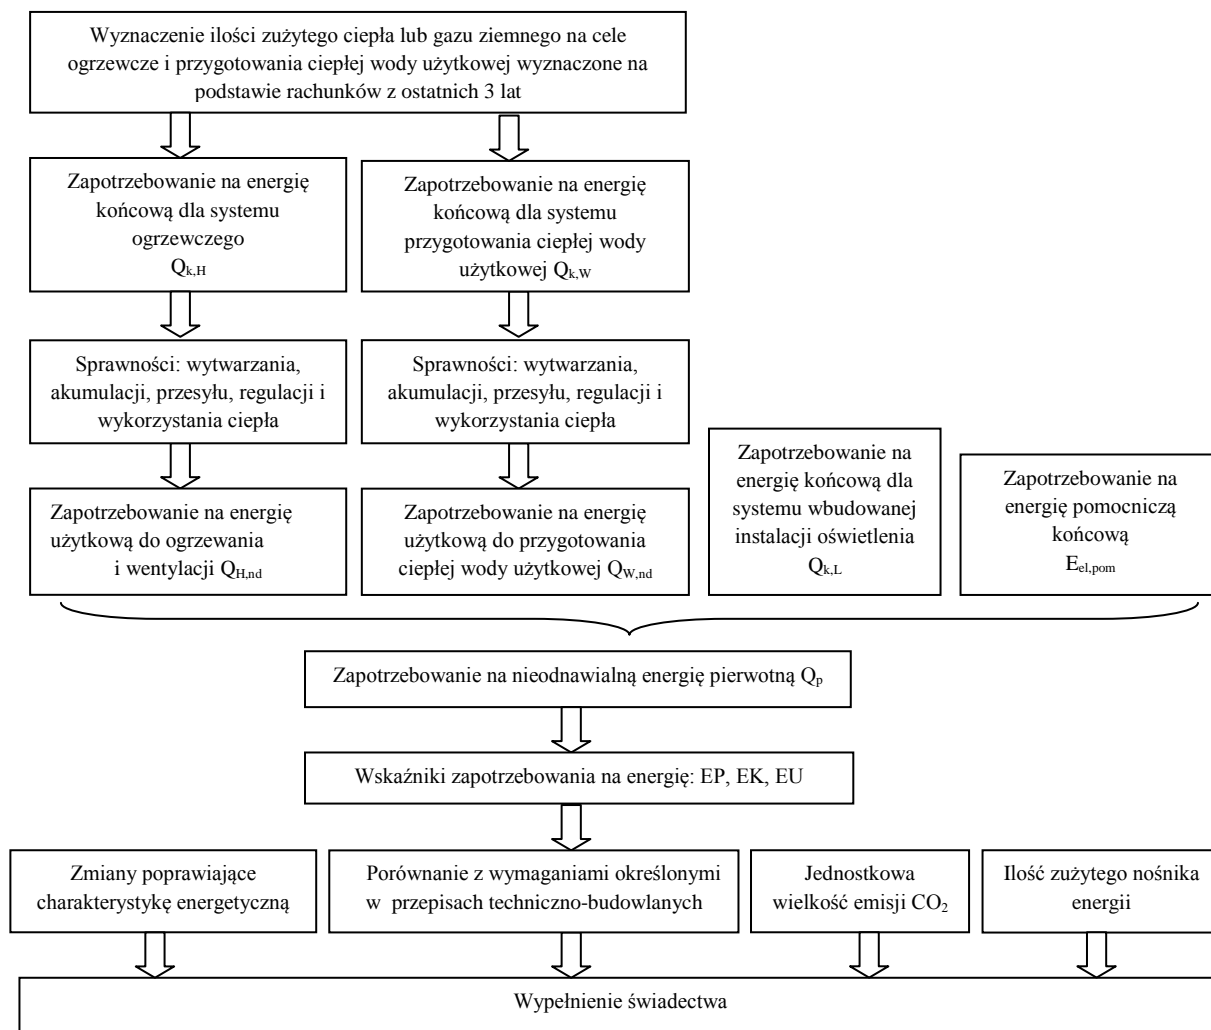 Wyznaczenie ilości zużytego ciepła lub gazu ziemnego na cele
ogrzewcze i przygotowania ciepłej wody użytkowej wyznaczone na
podstawie rachunków z ostatnich 3 lat
Zapotrzebowanie na energię
końcową dla systemu
ogrzewczego
Qk,H
Zapotrzebowanie na energię
końcową dla systemu
przygotowania ciepłej wody
użytkowej Qk,W
Sprawności: wytwarzania,
akumulacji, przesyłu, regulacji i
wykorzystania ciepła
Sprawności: wytwarzania,
akumulacji, przesyłu, regulacji i
wykorzystania ciepła
Zapotrzebowanie na energię
użytkową do ogrzewania
i wentylacji QH,nd
Zapotrzebowanie na energię
użytkową do przygotowania
ciepłej wody użytkowej QW,nd
Zapotrzebowanie na
energię końcową dla
systemu wbudowanej
instalacji oświetlenia
Qk,L
Zapotrzebowanie na
energię pomocniczą
końcową
Eel,pom
Zapotrzebowanie na nieodnawialną energię pierwotną Qp
Wskaźniki zapotrzebowania na energię: EP, EK, EU
Zmiany poprawiające
charakterystykę energetyczną
Porównanie z wymaganiami określonymi
w przepisach techniczno-budowlanych
Jednostkowa
wielkość emisji CO2
Ilość zużytego nośnika
energii
Wypełnienie świadectwa